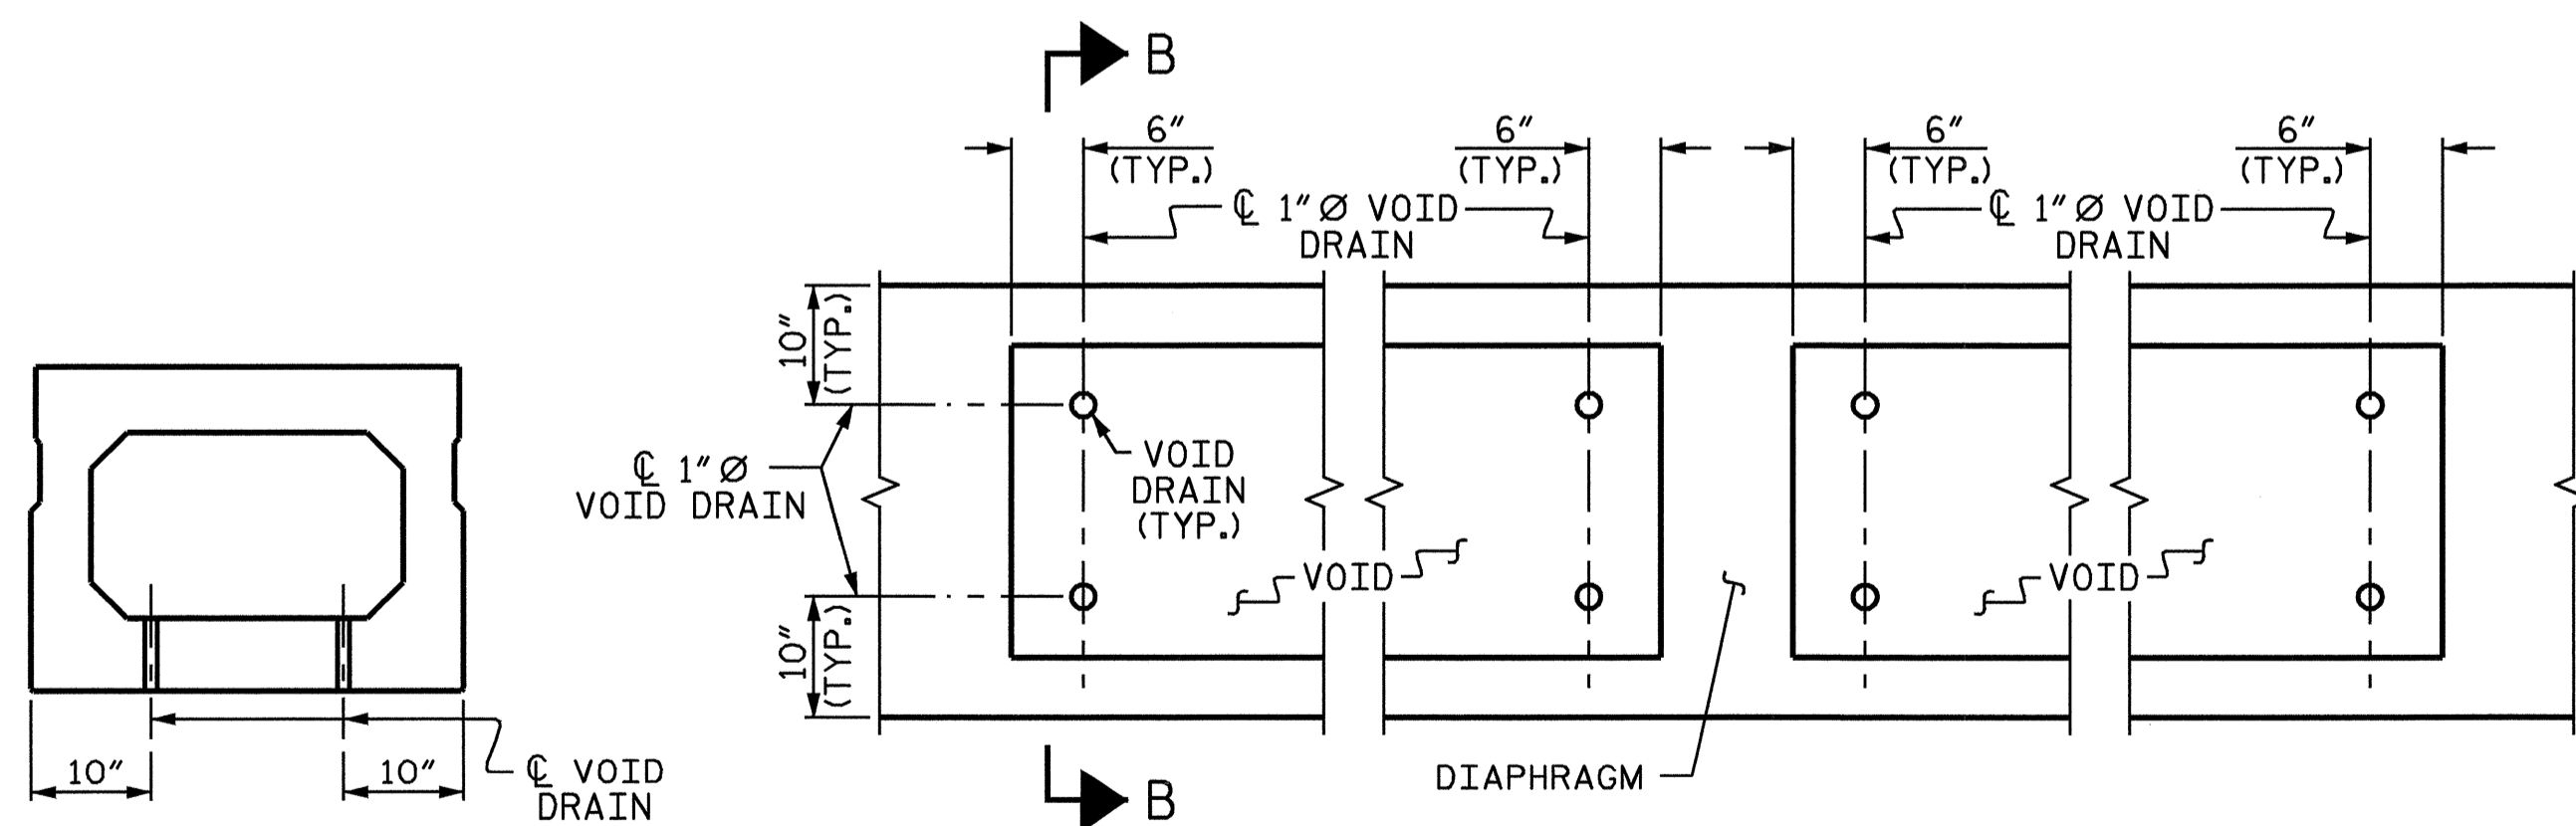 B
6" 6" 6" 6"
(TYP.) (TYP.) (TYP.) (TYP.)
℄ 1"Ø VOID
DRAIN
℄ 1"Ø VOID
DRAIN
10"
(TYP.)
℄ 1"Ø
VOID DRAIN
VOID
DRAIN
(TYP.)
VOID
VOID
10"
(TYP.)
DIAPHRAGM
B
10"
10"
℄ VOID
DRAIN